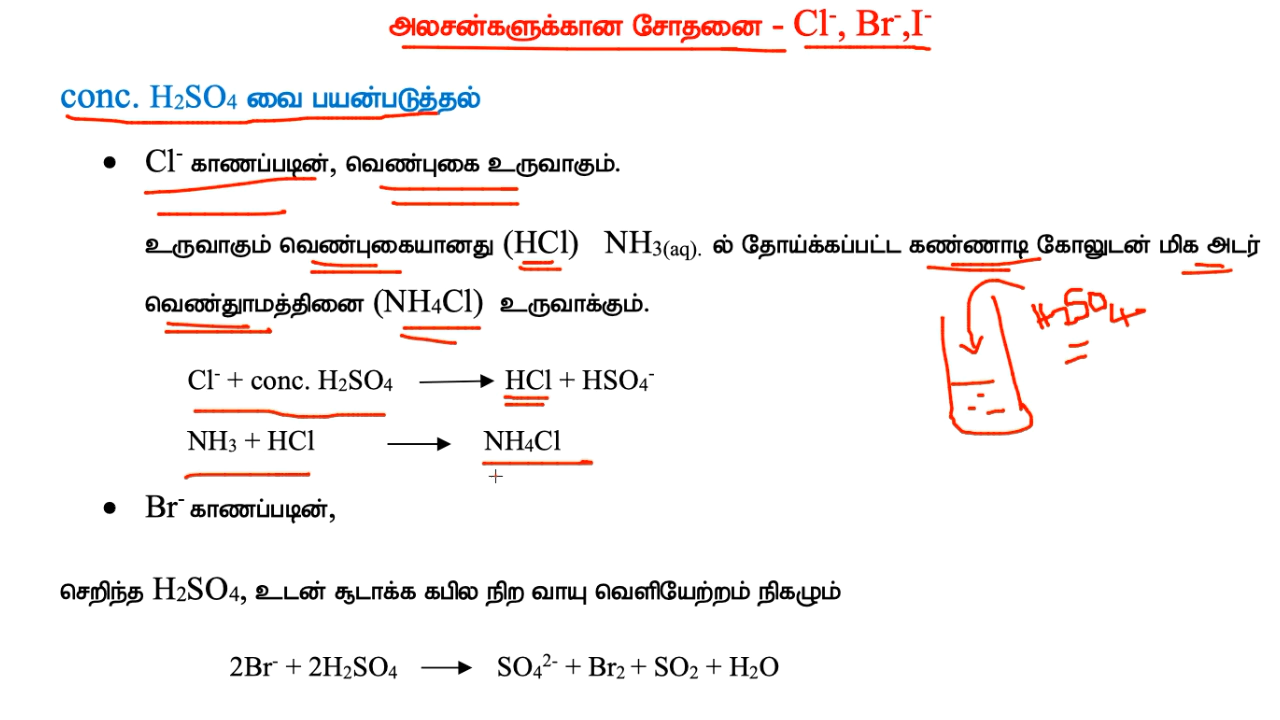 அலசன்களுக்கான சோதனை - Cl⁻, Br⁻,I⁻
conc. H₂SO₄ வை பயன்படுத்தல்
• Cl⁻ காணப்படின், வெண்புகை உருவாகும்.
உருவாகும் வெண்புகையானது (HCl) NH₃(aq). ல் தோய்க்கப்பட்ட கண்ணாடி கோலுடன் மிக அடர்
வெண்துாமத்தினை (NH₄Cl) உருவாக்கும்.
H₂SO₄
Cl⁻ + conc. H₂SO₄ ⟶ HCl + HSO₄⁻
NH₃ + HCl ⟶ NH₄Cl
• Br⁻ காணப்படின்,
செறிந்த H₂SO₄, உடன் சூடாக்க கபில நிற வாயு வெளியேற்றம் நிகழும்
2Br⁻ + 2H₂SO₄ ⟶ SO₄²⁻ + Br₂ + SO₂ + H₂O